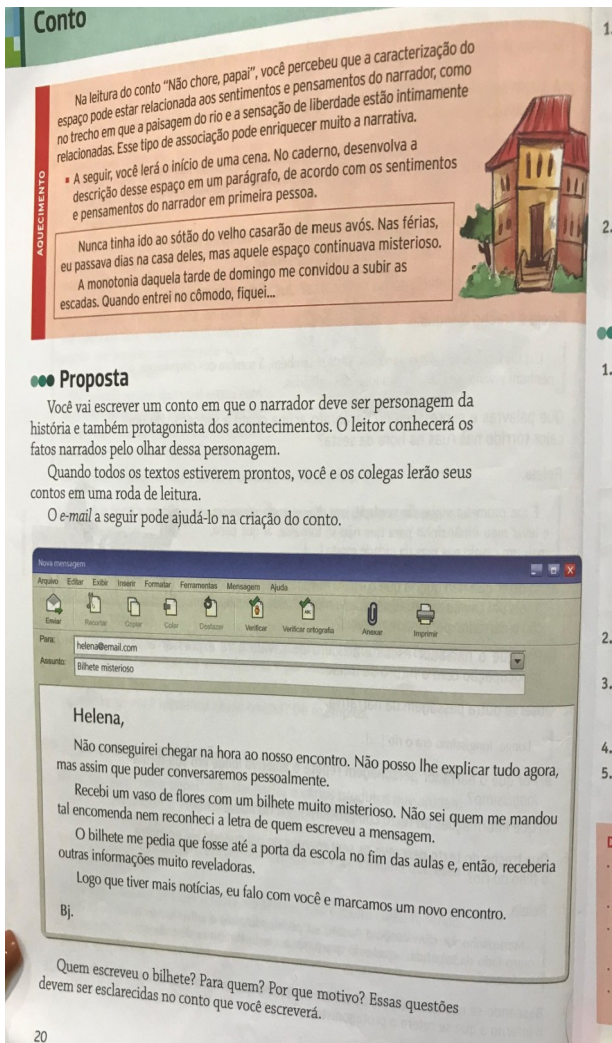 Conto
AQUECIMENTO
Na leitura do conto "Não chore, papai", você percebeu que a caracterização do
espaço pode estar relacionada aos sentimentos e pensamentos do narrador, como
no trecho em que a paisagem do rio e a sensação de liberdade estão intimamente
relacionadas. Esse tipo de associação pode enriquecer muito a narrativa.
A seguir, você lerá o início de uma cena. No caderno, desenvolva a
descrição desse espaço em um parágrafo, de acordo com os sentimentos
e pensamentos do narrador em primeira pessoa.
Nunca tinha ido ao sótão do velho casarão de meus avós. Nas férias,
eu passava dias na casa deles, mas aquele espaço continuava misterioso.
A monotonia daquela tarde de domingo me convidou a subir as
escadas. Quando entrei no cômodo, fiquei...
Proposta
Você vai escrever um conto em que o narrador deve ser personagem da
história e também protagonista dos acontecimentos. O leitor conhecerá os
fatos narrados pelo olhar dessa personagem.
Quando todos os textos estiverem prontos, você e os colegas lerão seus
contos em uma roda de leitura.
O e-mail a seguir pode ajudá-lo na criação do conto.
Nova mensagem
Arquivo Editar Exibir Inserir Formatar Ferramentas Mensagem Ajuda
Enviar Recortar Copiar Colar Desfazer Verificar Verificar ortografia Anexar Imprimir
Para: helena@email.com
Assunto: Bilhete misterioso
Helena,
Não conseguirei chegar na hora ao nosso encontro. Não posso lhe explicar tudo agora,
mas assim que puder conversaremos pessoalmente.
Recebi um vaso de flores com um bilhete muito misterioso. Não sei quem me mandou
tal encomenda nem reconheci a letra de quem escreveu a mensagem.
O bilhete me pedia que fosse até a porta da escola no fim das aulas e, então, receberia
outras informações muito reveladoras.
Logo que tiver mais notícias, eu falo com você e marcamos um novo encontro.
Bj.
Quem escreveu o bilhete? Para quem? Por que motivo? Essas questões
devem ser esclarecidas no conto que você escreverá.
20
1.
2.
1.
2.
3.
4.
5.